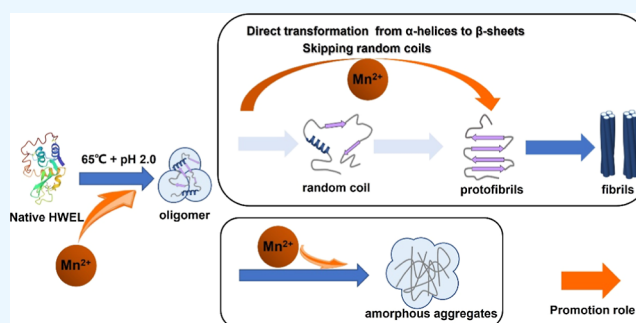 Direct transformation from α-helices to β-sheets
Skipping random coils
Mn²⁺
65℃ + pH 2.0
Native HWEL
oligomer
random coil
protofibrils
fibrils
Mn²⁺
Mn²⁺
amorphous aggregates
Promotion role